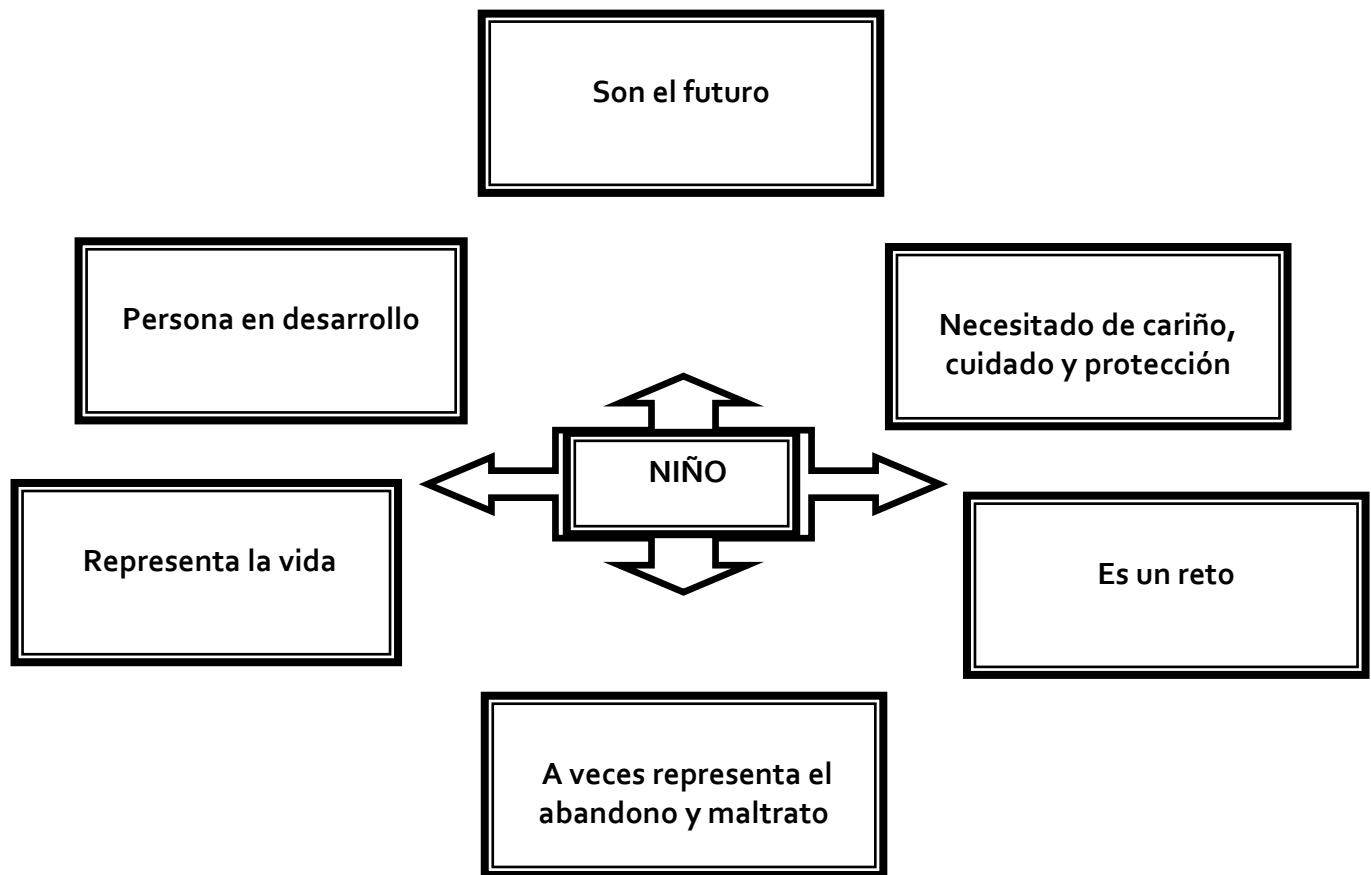 Son el futuro
Persona en desarrollo
Necesitado de cariño,
cuidado y protección
NIÑO
Representa la vida
Es un reto
A veces representa el
abandono y maltrato